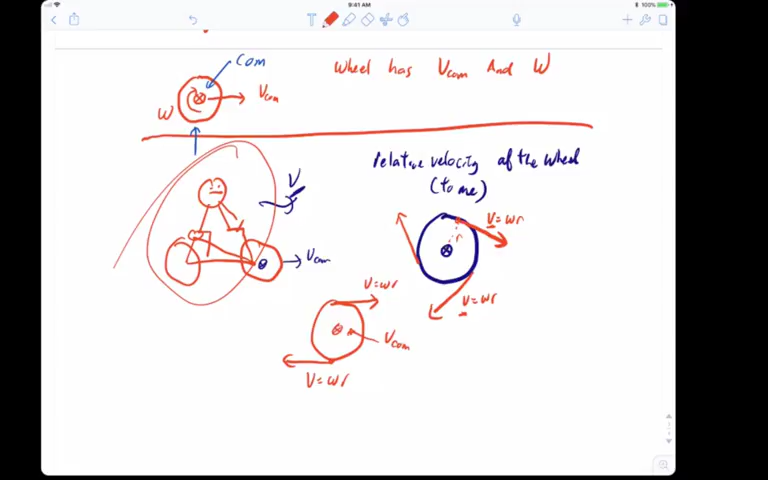 9:41 AM
100%
T
com
Wheel has Vcom And W
Vcom
W
relative velocity of the wheel
(to me)
V
V=wr
r
Vcom
V=wr
V=wr
Vcom
V=wr